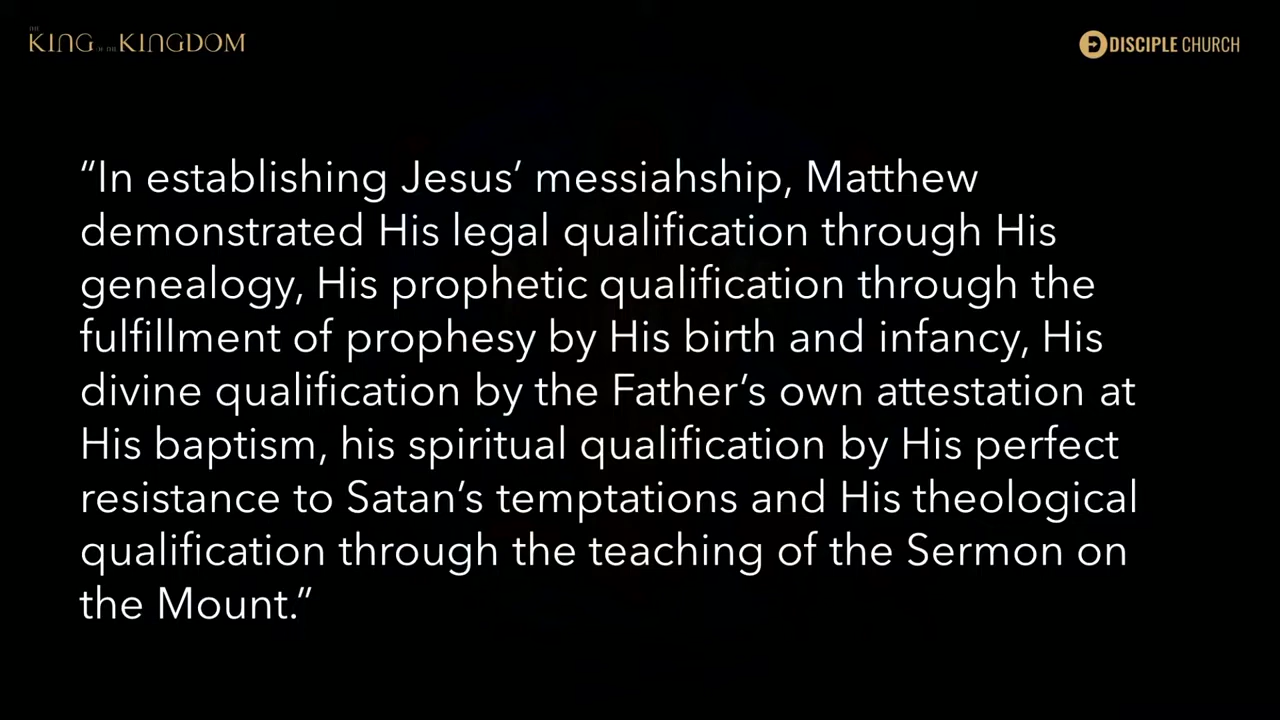 THE
KING OF THE KINGDOM
DISCIPLE CHURCH
“In establishing Jesus’ messiahship, Matthew
demonstrated His legal qualification through His
genealogy, His prophetic qualification through the
fulfillment of prophesy by His birth and infancy, His
divine qualification by the Father’s own attestation at
His baptism, his spiritual qualification by His perfect
resistance to Satan’s temptations and His theological
qualification through the teaching of the Sermon on
the Mount.”